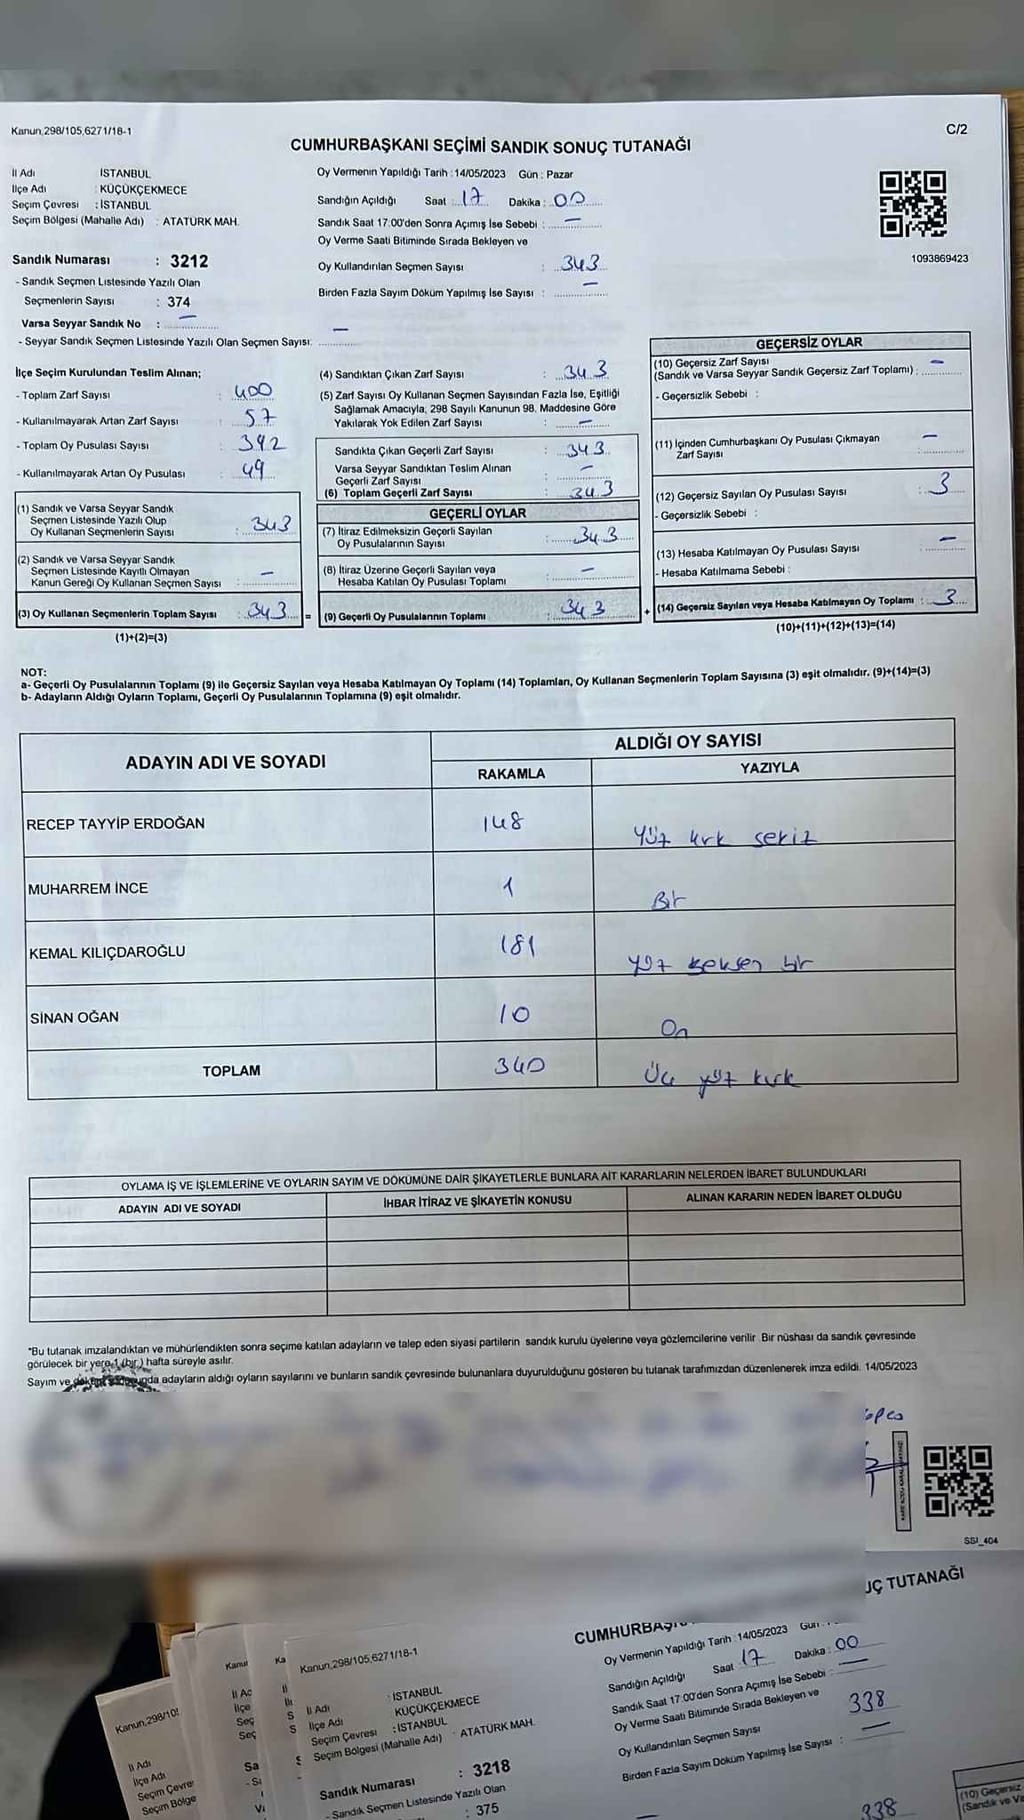 Kanun,298/105,6271/18-1
C/2
CUMHURBAŞKANI SEÇİMİ SANDIK SONUÇ TUTANAĞI
İl Adı İSTANBUL
İlçe Adı : KÜÇÜKÇEKMECE
Seçim Çevresi : İSTANBUL
Seçim Bölgesi (Mahalle Adı) : ATATÜRK MAH.
Oy Vermenin Yapıldığı Tarih : 14/05/2023 Gün : Pazar
Sandığın Açıldığı Saat : 17 Dakika : 00
Sandık Saat 17:00'den Sonra Açımış İse Sebebi : —
Oy Verme Saati Bitiminde Sırada Bekleyen ve
Oy Kullandırılan Seçmen Sayısı : 343
Birden Fazla Sayım Döküm Yapılmış İse Sayısı : —
1093869423
Sandık Numarası : 3212
- Sandık Seçmen Listesinde Yazılı Olan
Seçmenlerin Sayısı : 374
Varsa Seyyar Sandık No : —
- Seyyar Sandık Seçmen Listesinde Yazılı Olan Seçmen Sayısı: —
İlçe Seçim Kurulundan Teslim Alınan;
- Toplam Zarf Sayısı : 400
- Kullanılmayarak Artan Zarf Sayısı : 57
- Toplam Oy Pusulası Sayısı : 392
- Kullanılmayarak Artan Oy Pusulası : 49
(1) Sandık ve Varsa Seyyar Sandık
Seçmen Listesinde Yazılı Olup
Oy Kullanan Seçmenlerin Sayısı : 343
(2) Sandık ve Varsa Seyyar Sandık
Seçmen Listesinde Kayıtlı Olmayan
Kanun Gereği Oy Kullanan Seçmen Sayısı : —
(3) Oy Kullanan Seçmenlerin Toplam Sayısı : 343 =
(1)+(2)=(3)
(4) Sandıktan Çıkan Zarf Sayısı : 343
(5) Zarf Sayısı Oy Kullanan Seçmen Sayısından Fazla İse, Eşitliği
Sağlamak Amacıyla, 298 Sayılı Kanunun 98. Maddesine Göre
Yakılarak Yok Edilen Zarf Sayısı : —
Sandıkta Çıkan Geçerli Zarf Sayısı : 343
Varsa Seyyar Sandıktan Teslim Alınan
Geçerli Zarf Sayısı : —
(6) Toplam Geçerli Zarf Sayısı : 343
GEÇERLİ OYLAR
(7) İtiraz Edilmeksizin Geçerli Sayılan
Oy Pusulalarının Sayısı : 343
(8) İtiraz Üzerine Geçerli Sayılan veya
Hesaba Katılan Oy Pusulası Toplamı : —
(9) Geçerli Oy Pusulalarının Toplamı : 343 +
GEÇERSİZ OYLAR
(10) Geçersiz Zarf Sayısı
(Sandık ve Varsa Seyyar Sandık Geçersiz Zarf Toplamı) : —
- Geçersizlik Sebebi :
(11) İçinden Cumhurbaşkanı Oy Pusulası Çıkmayan
Zarf Sayısı : —
(12) Geçersiz Sayılan Oy Pusulası Sayısı : 3
- Geçersizlik Sebebi :
(13) Hesaba Katılmayan Oy Pusulası Sayısı : —
- Hesaba Katılmama Sebebi :
(14) Geçersiz Sayılan veya Hesaba Katılmayan Oy Toplamı : 3
(10)+(11)+(12)+(13)=(14)
NOT:
a- Geçerli Oy Pusulalarının Toplamı (9) ile Geçersiz Sayılan veya Hesaba Katılmayan Oy Toplamı (14) Toplamları, Oy Kullanan Seçmenlerin Toplam Sayısına (3) eşit olmalıdır. (9)+(14)=(3)
b- Adayların Aldığı Oyların Toplamı, Geçerli Oy Pusulalarının Toplamına (9) eşit olmalıdır.
ADAYIN ADI VE SOYADI ALDIĞI OY SAYISI
RAKAMLA YAZIYLA
RECEP TAYYİP ERDOĞAN 148 Yüz kırk sekiz
MUHARREM İNCE 1 Bir
KEMAL KILIÇDAROĞLU 181 Yüz seksen bir
SİNAN OĞAN 10 On
TOPLAM 340 Üç yüz kırk
OYLAMA İŞ VE İŞLEMLERİNE VE OYLARIN SAYIM VE DÖKÜMÜNE DAİR ŞİKAYETLERLE BUNLARA AİT KARARLARIN NELERDEN İBARET BULUNDUKLARI
ADAYIN ADI VE SOYADI İHBAR İTİRAZ VE ŞİKAYETİN KONUSU ALINAN KARARIN NEDEN İBARET OLDUĞU
*Bu tutanak imzalandıktan ve mühürlendikten sonra seçime katılan adayların ve talep eden siyasi partilerin sandık kurulu üyelerine veya gözlemcilerine verilir. Bir nüshası da sandık çevresinde
görülecek bir yere 1 (bir) hafta süreyle asılır.
Sayım ve adayların aldığı oyların sayılarını ve bunların sandık çevresinde bulunanlara duyurulduğunu gösteren bu tutanak tarafımızdan düzenlenerek imza edildi. 14/05/2023
SSI_404
UÇ TUTANAĞI
CUMHURBAŞ
Kanun,298/105,6271/18-1
Oy Vermenin Yapıldığı Tarih : 14/05/2023 Gün
Sandığın Açıldığı Saat 17 Dakika : 00
Sandık Saat 17:00'den Sonra Açımış İse Sebebi : —
Oy Verme Saati Bitiminde Sırada Bekleyen ve
Oy Kullandırılan Seçmen Sayısı 338
Birden Fazla Sayım Döküm Yapılmış İse Sayısı : —
İl Adı : İSTANBUL
İlçe Adı KÜÇÜKÇEKMECE
Seçim Çevresi : İSTANBUL
Seçim Bölgesi (Mahalle Adı) : ATATÜRK MAH.
Sandık Numarası : 3218
- Sandık Seçmen Listesinde Yazılı Olan
: 375
338
(10) Geçersiz
(Sandık ve Va
Kanun,298/10
İl Adı
İlçe Adı
Seçim Çevre
Seçim Bölge